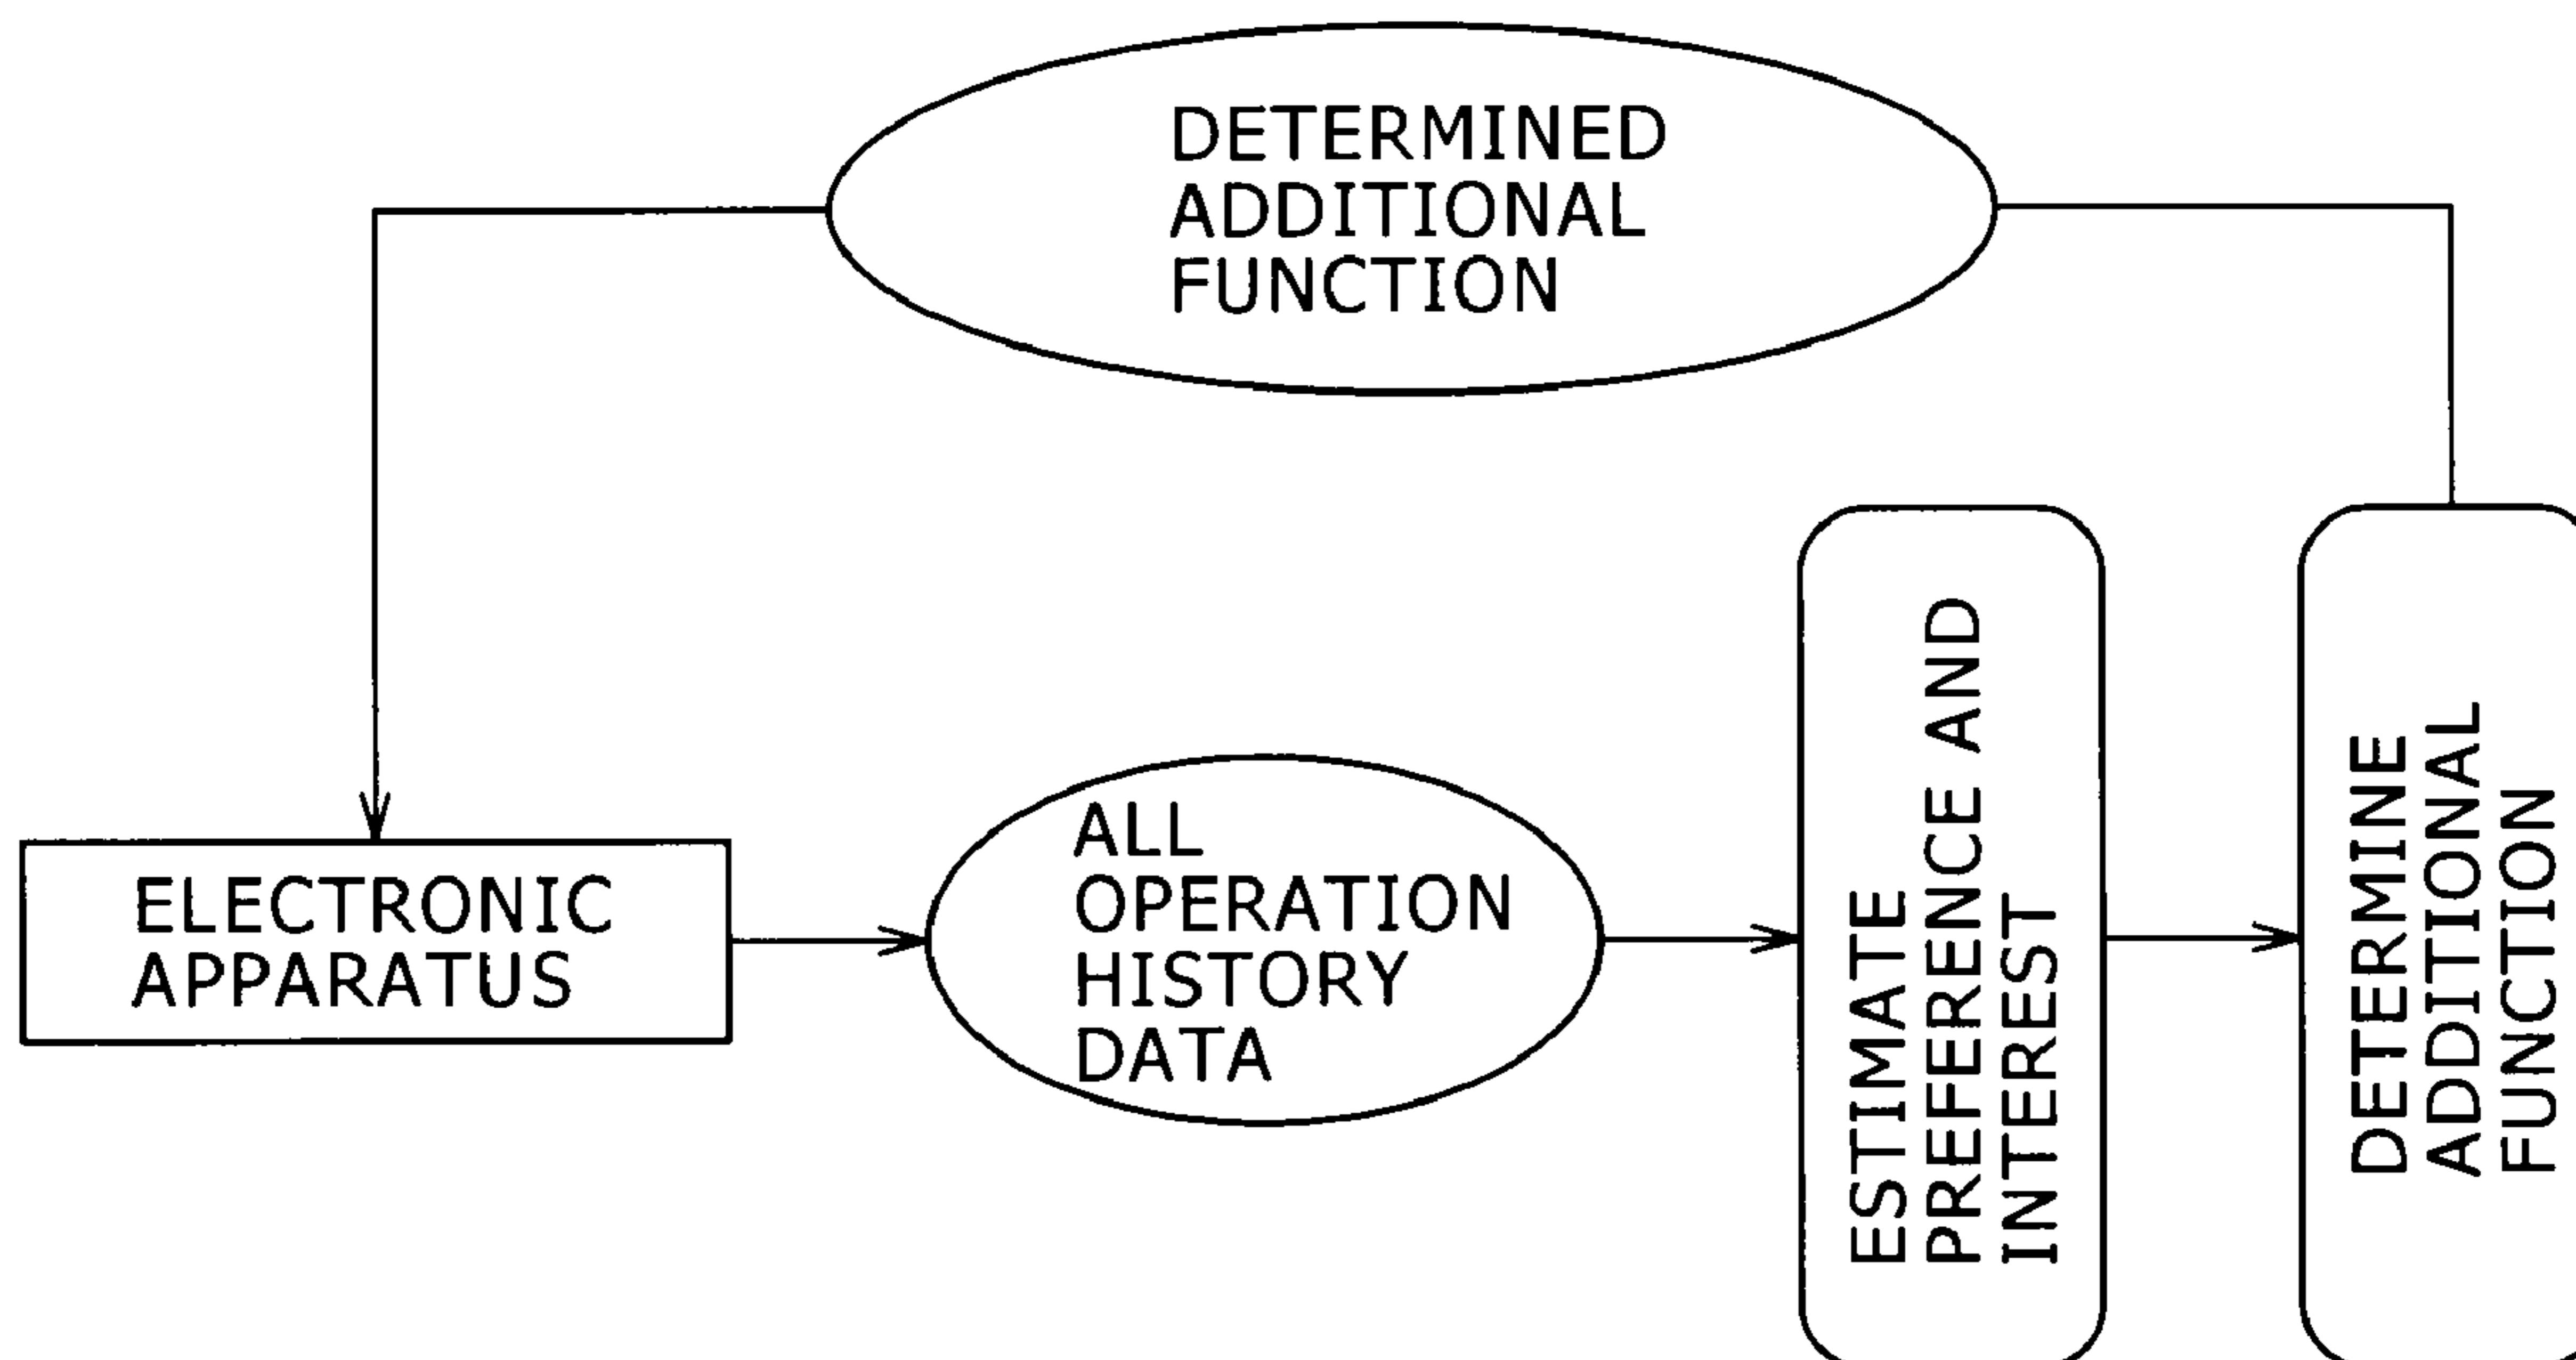 DETERMINED
ADDITIONAL
FUNCTION
ELECTRONIC
APPARATUS
ALL
OPERATION
HISTORY
DATA
ESTIMATE
PREFERENCE AND
INTEREST
DETERMINE
ADDITIONAL
FUNCTION